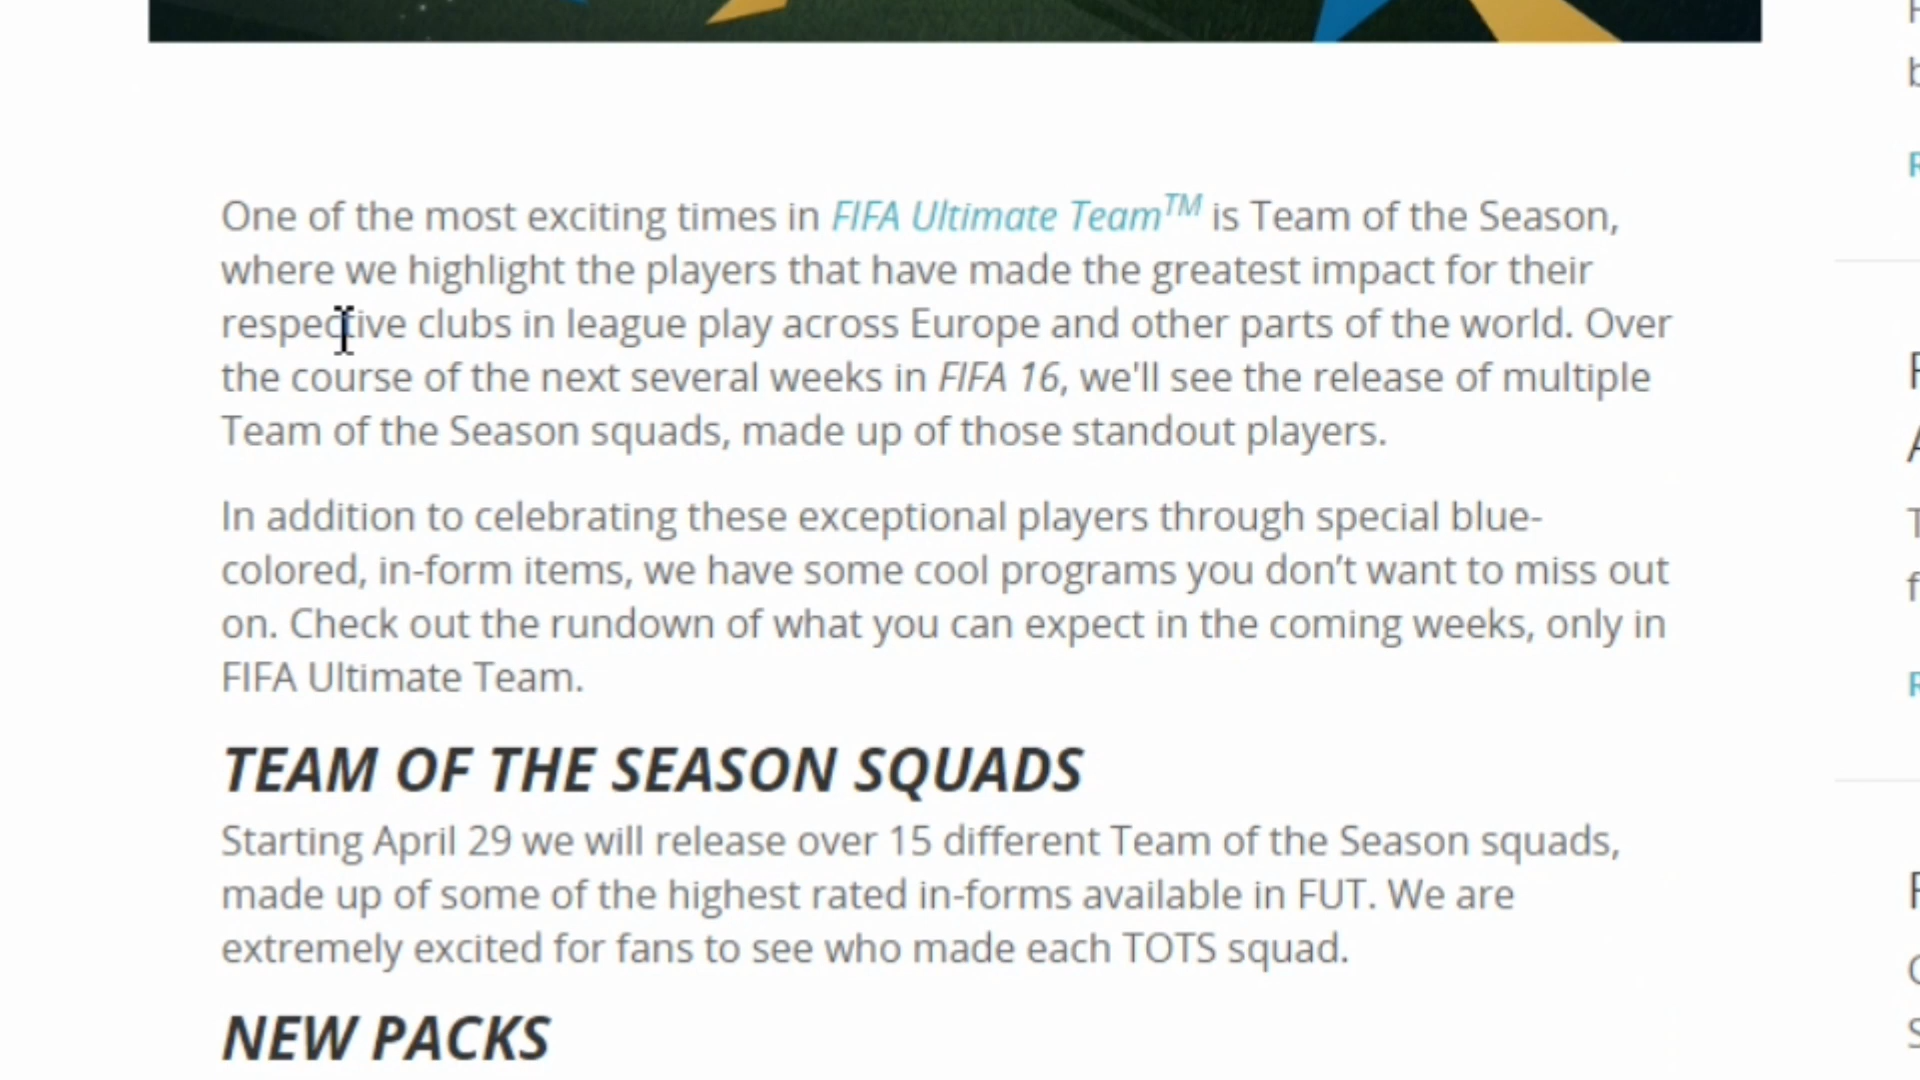 One of the most exciting times in FIFA Ultimate Team™ is Team of the Season,
where we highlight the players that have made the greatest impact for their
respective clubs in league play across Europe and other parts of the world. Over
the course of the next several weeks in FIFA 16, we'll see the release of multiple
Team of the Season squads, made up of those standout players.
In addition to celebrating these exceptional players through special blue-
colored, in-form items, we have some cool programs you don’t want to miss out
on. Check out the rundown of what you can expect in the coming weeks, only in
FIFA Ultimate Team.
TEAM OF THE SEASON SQUADS
Starting April 29 we will release over 15 different Team of the Season squads,
made up of some of the highest rated in-forms available in FUT. We are
extremely excited for fans to see who made each TOTS squad.
NEW PACKS